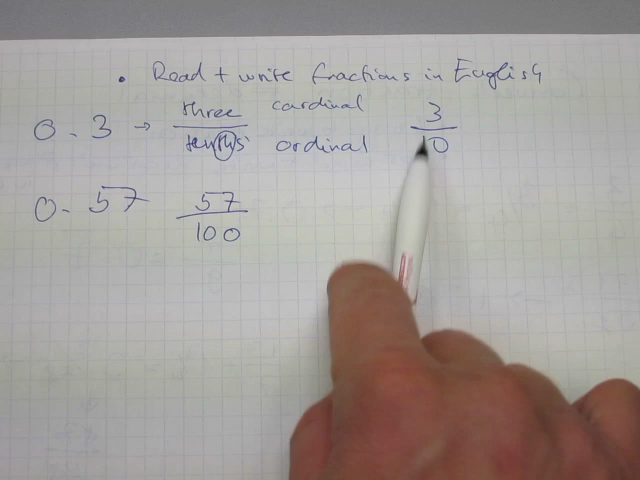 • Read + write fractions in English
0.3 → three cardinal 3
tenths ordinal 10
0.57 57
100